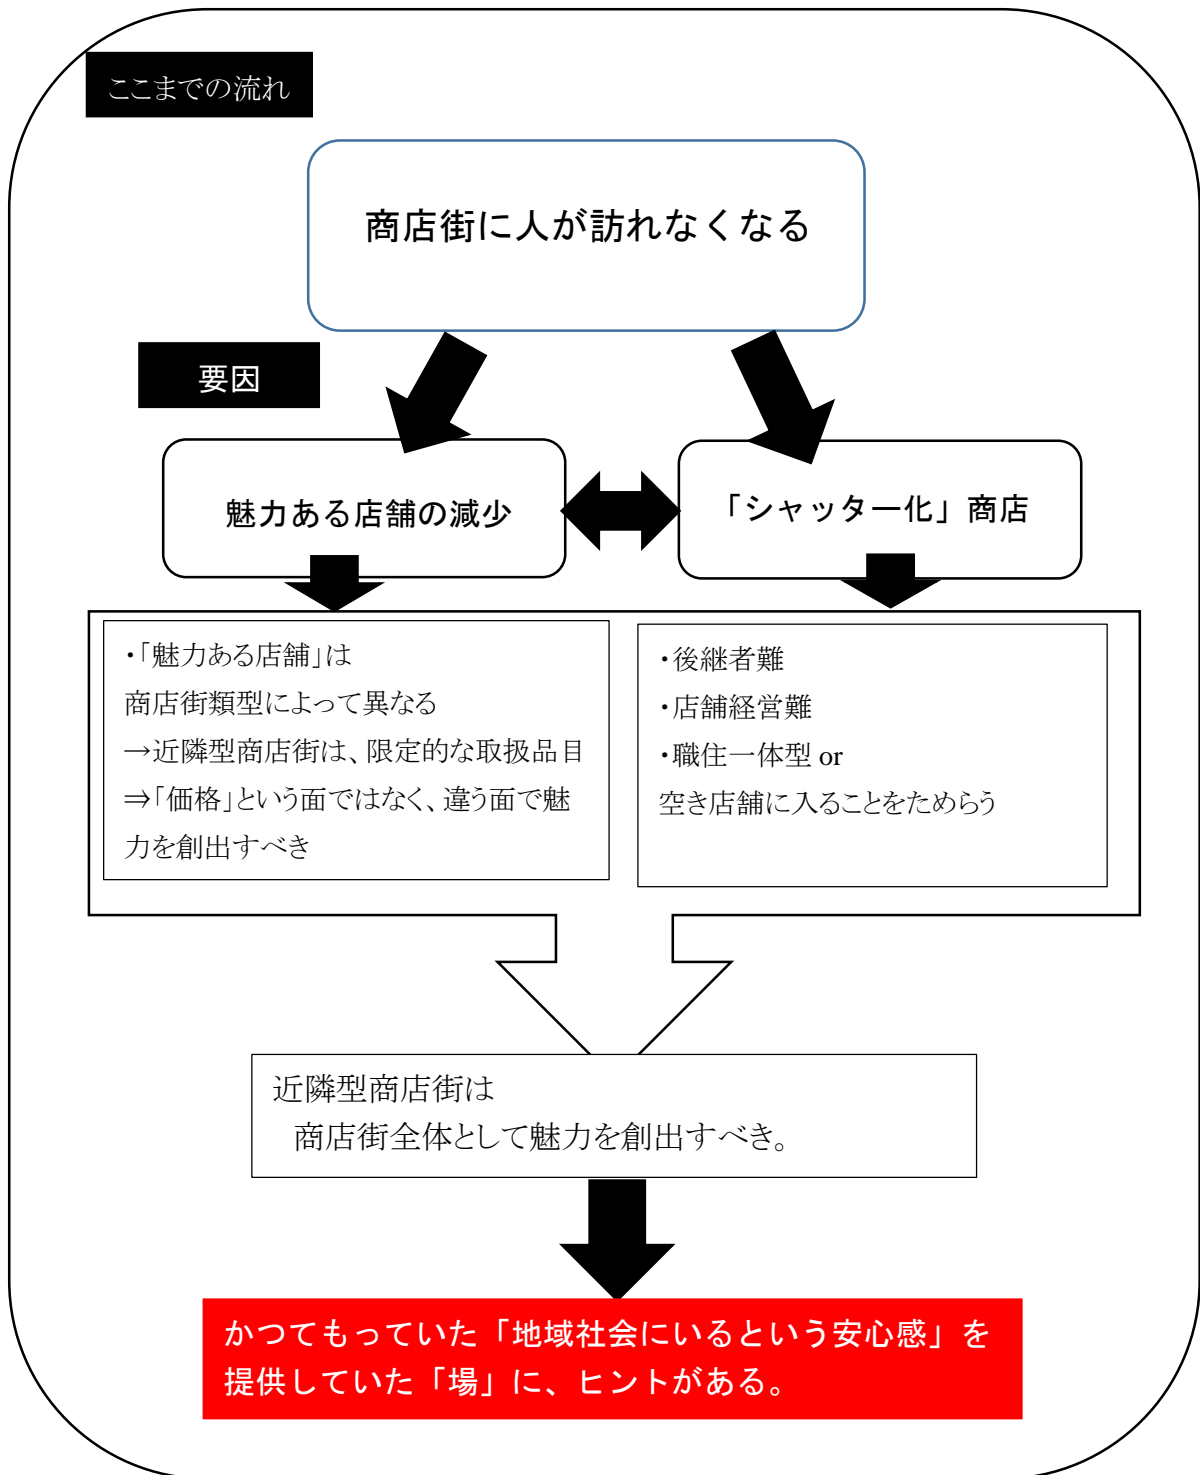 ここまでの流れ
商店街に人が訪れなくなる
要因
魅力ある店舗の減少
「シャッター化」商店
・「魅力ある店舗」は
商店街類型によって異なる
→近隣型商店街は、限定的な取扱品目
⇒「価格」という面ではなく、違う面で魅
力を創出すべき
・後継者難
・店舗経営難
・職住一体型 or
空き店舗に入ることをためらう
近隣型商店街は
商店街全体として魅力を創出すべき。
かつてもっていた「地域社会にいるという安心感」を
提供していた「場」に、ヒントがある。